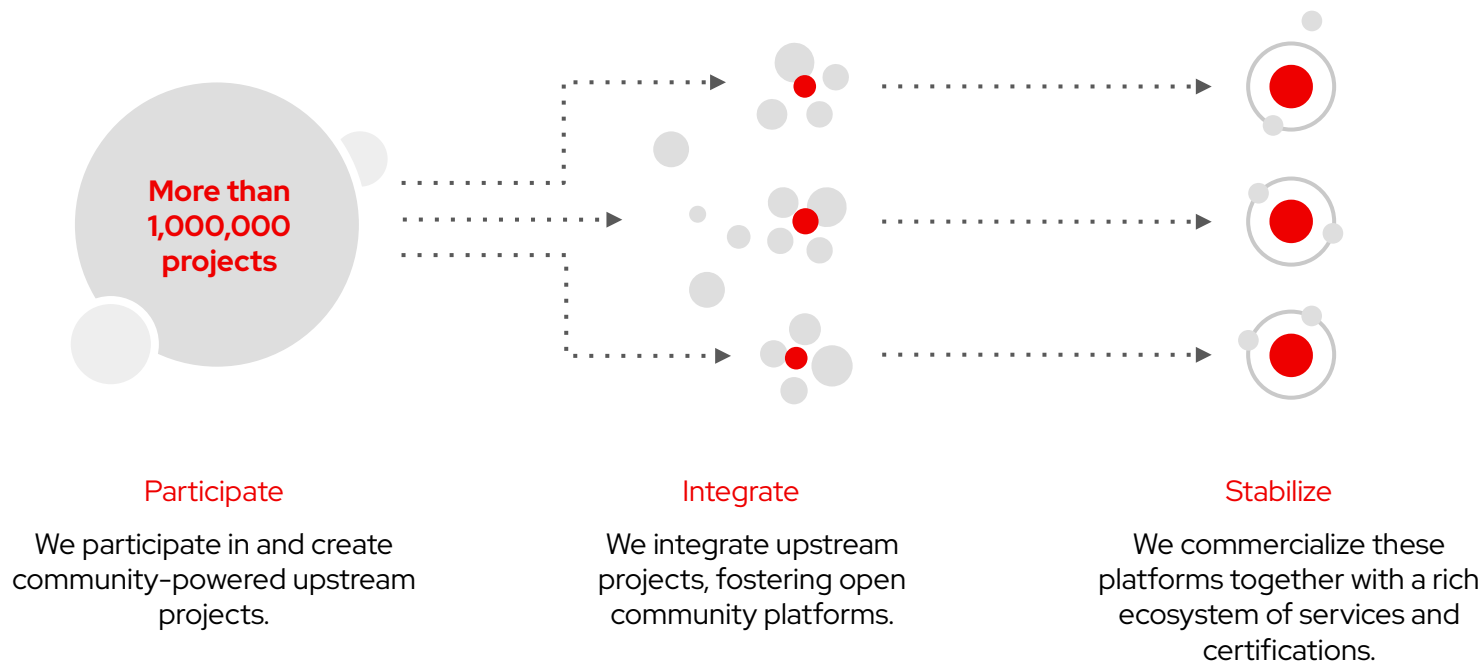 More than
1,000,000
projects
Participate
We participate in and create
community-powered upstream
projects.
Integrate
We integrate upstream
projects, fostering open
community platforms.
Stabilize
We commercialize these
platforms together with a rich
ecosystem of services and
certifications.